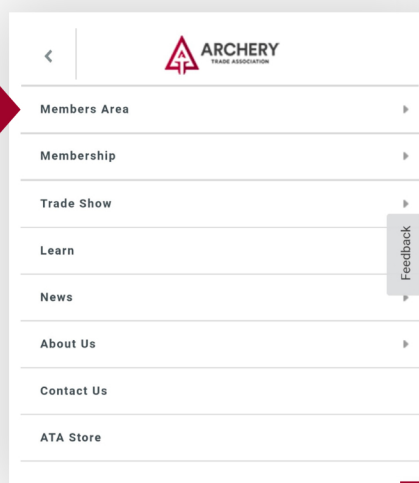 ARCHERY
TRADE ASSOCIATION
Members Area
Membership
Trade Show
Learn
Feedback
News
About Us
Contact Us
ATA Store